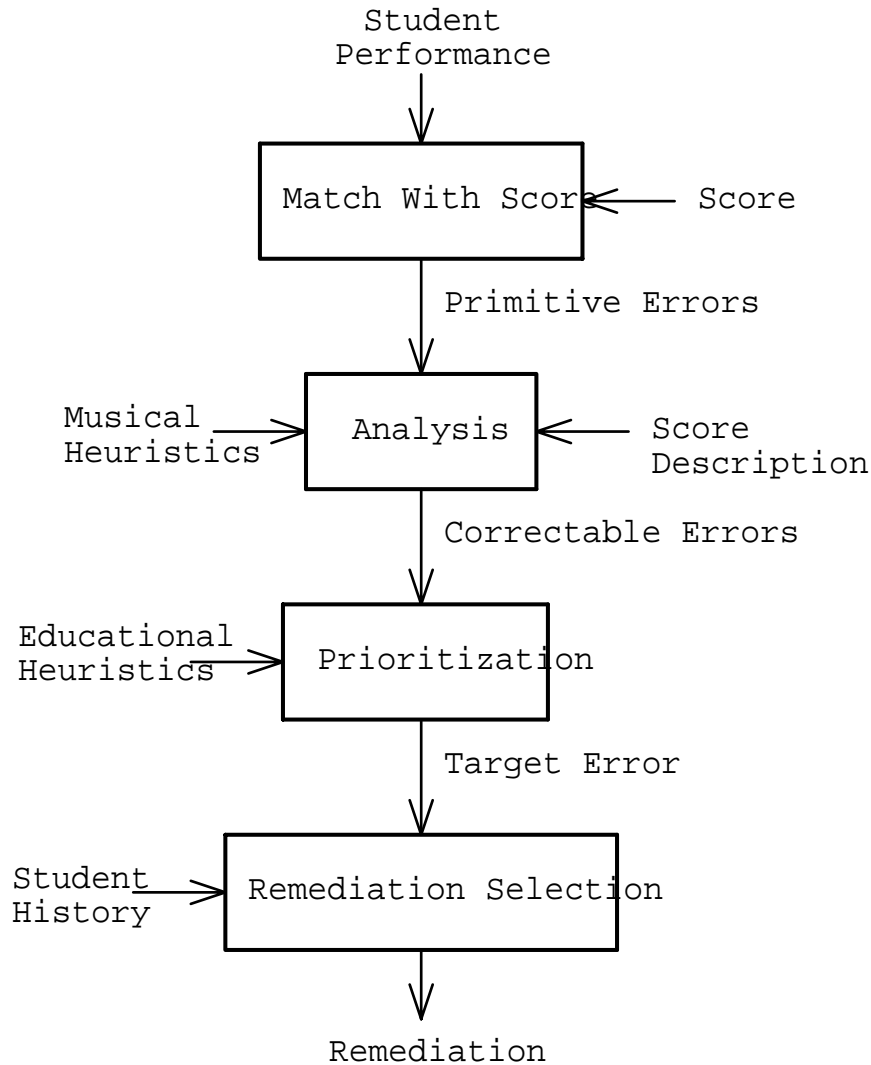 Student
Performance
Match With Score
Score
Primitive Errors
Musical
Heuristics
Analysis
Score
Description
Correctable Errors
Educational
Heuristics
Prioritization
Target Error
Student
History
Remediation Selection
Remediation